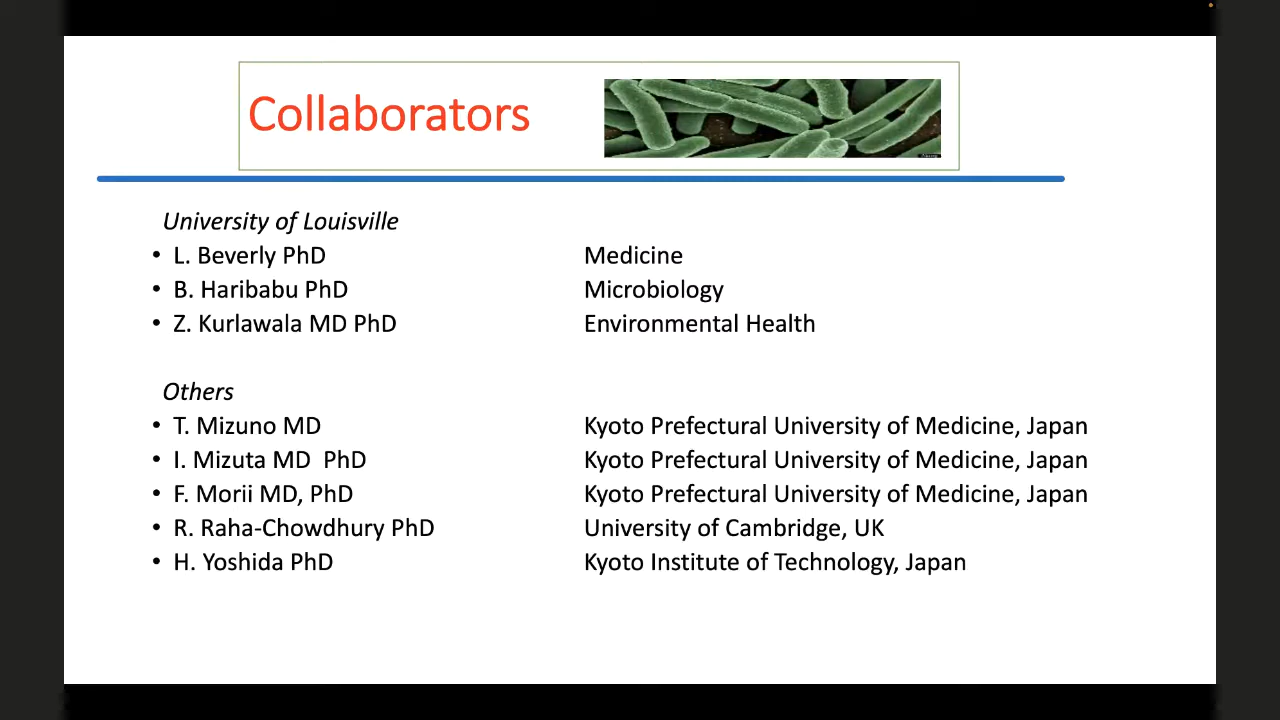 Collaborators
University of Louisville
• L. Beverly PhD Medicine
• B. Haribabu PhD Microbiology
• Z. Kurlawala MD PhD Environmental Health
Others
• T. Mizuno MD Kyoto Prefectural University of Medicine, Japan
• I. Mizuta MD  PhD Kyoto Prefectural University of Medicine, Japan
• F. Morii MD, PhD Kyoto Prefectural University of Medicine, Japan
• R. Raha-Chowdhury PhD University of Cambridge, UK
• H. Yoshida PhD Kyoto Institute of Technology, Japan